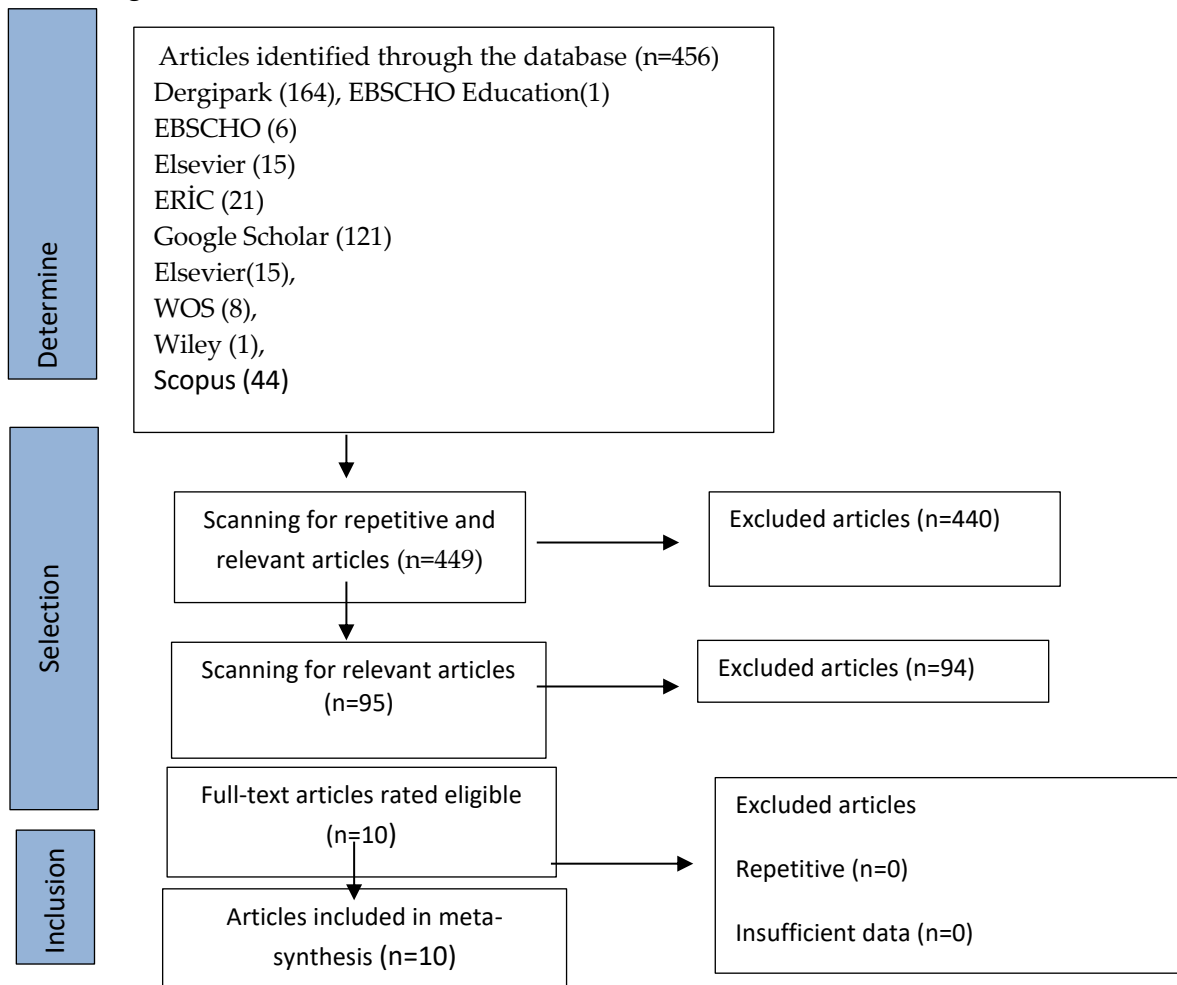 Determine
Articles identified through the database (n=456)
Dergipark (164), EBSCHO Education(1)
EBSCHO (6)
Elsevier (15)
ERİC (21)
Google Scholar (121)
Elsevier(15),
WOS (8),
Wiley (1),
Scopus (44)
Selection
Scanning for repetitive and
relevant articles (n=449)
Excluded articles (n=440)
Scanning for relevant articles
(n=95)
Excluded articles (n=94)
Full-text articles rated eligible
(n=10)
Excluded articles
Repetitive (n=0)
Insufficient data (n=0)
Inclusion
Articles included in meta-
synthesis (n=10)